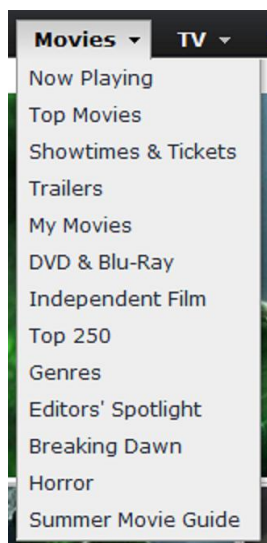 Movies TV
Now Playing
Top Movies
Showtimes & Tickets
Trailers
My Movies
DVD & Blu-Ray
Independent Film
Top 250
Genres
Editors' Spotlight
Breaking Dawn
Horror
Summer Movie Guide